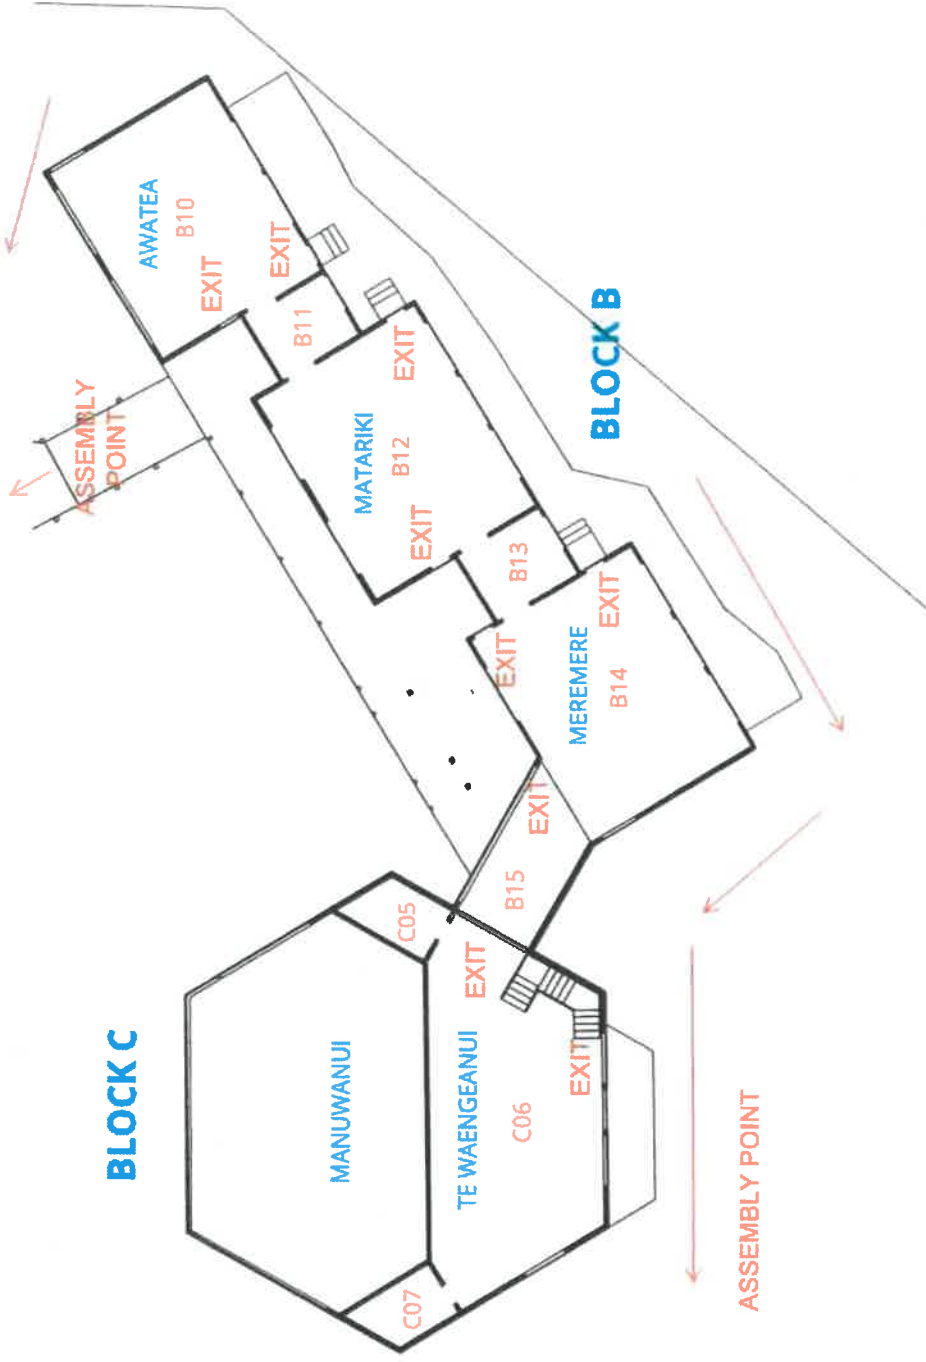 BLOCK C
MANUWANUI
TE WAENGEANUI
C05
C06
C07
EXIT
EXIT
ASSEMBLY POINT
BLOCK B
AWATEA
B10
EXIT
EXIT
B11
MATARIKI
B12
EXIT
EXIT
B13
MEREMERE
B14
EXIT
EXIT
B15
EXIT
ASSEMBLY
POINT